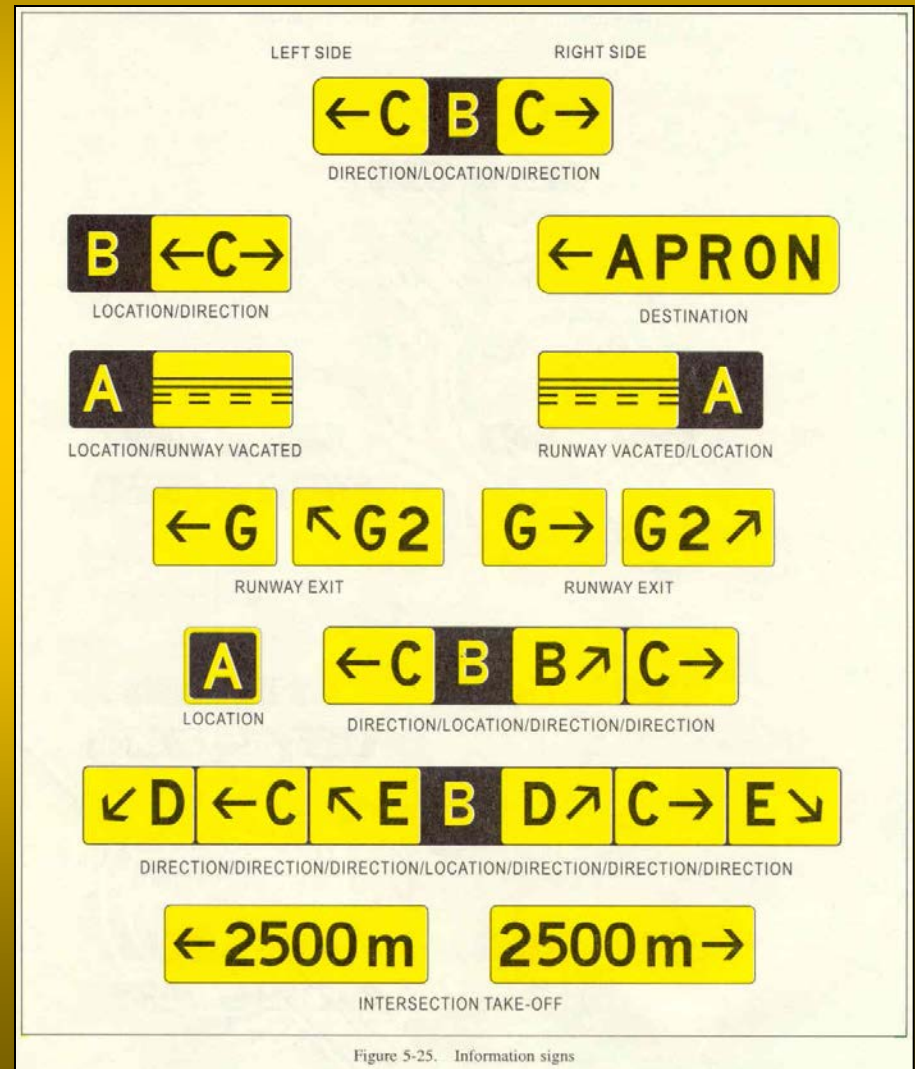 LEFT SIDE RIGHT SIDE
←C B C→
DIRECTION/LOCATION/DIRECTION
B ←C→ ←APRON
LOCATION/DIRECTION DESTINATION
A A
LOCATION/RUNWAY VACATED RUNWAY VACATED/LOCATION
←G ↖G2 G→ G2↗
RUNWAY EXIT RUNWAY EXIT
A ←C B B↗ C→
LOCATION DIRECTION/LOCATION/DIRECTION/DIRECTION
↙D ←C ↖E B D↗ C→ E↘
DIRECTION/DIRECTION/DIRECTION/LOCATION/DIRECTION/DIRECTION/DIRECTION
←2500 m 2500 m→
INTERSECTION TAKE-OFF
Figure 5-25. Information signs